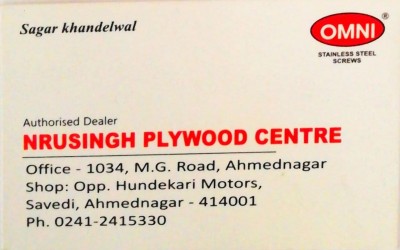 Sagar khandelwal
OMNI ®
STAINLESS STEEL
SCREWS
Authorised Dealer
NRUSINGH PLYWOOD CENTRE
Office - 1034, M.G. Road, Ahmednagar
Shop: Opp. Hundekari Motors,
Savedi, Ahmednagar - 414001
Ph. 0241-2415330